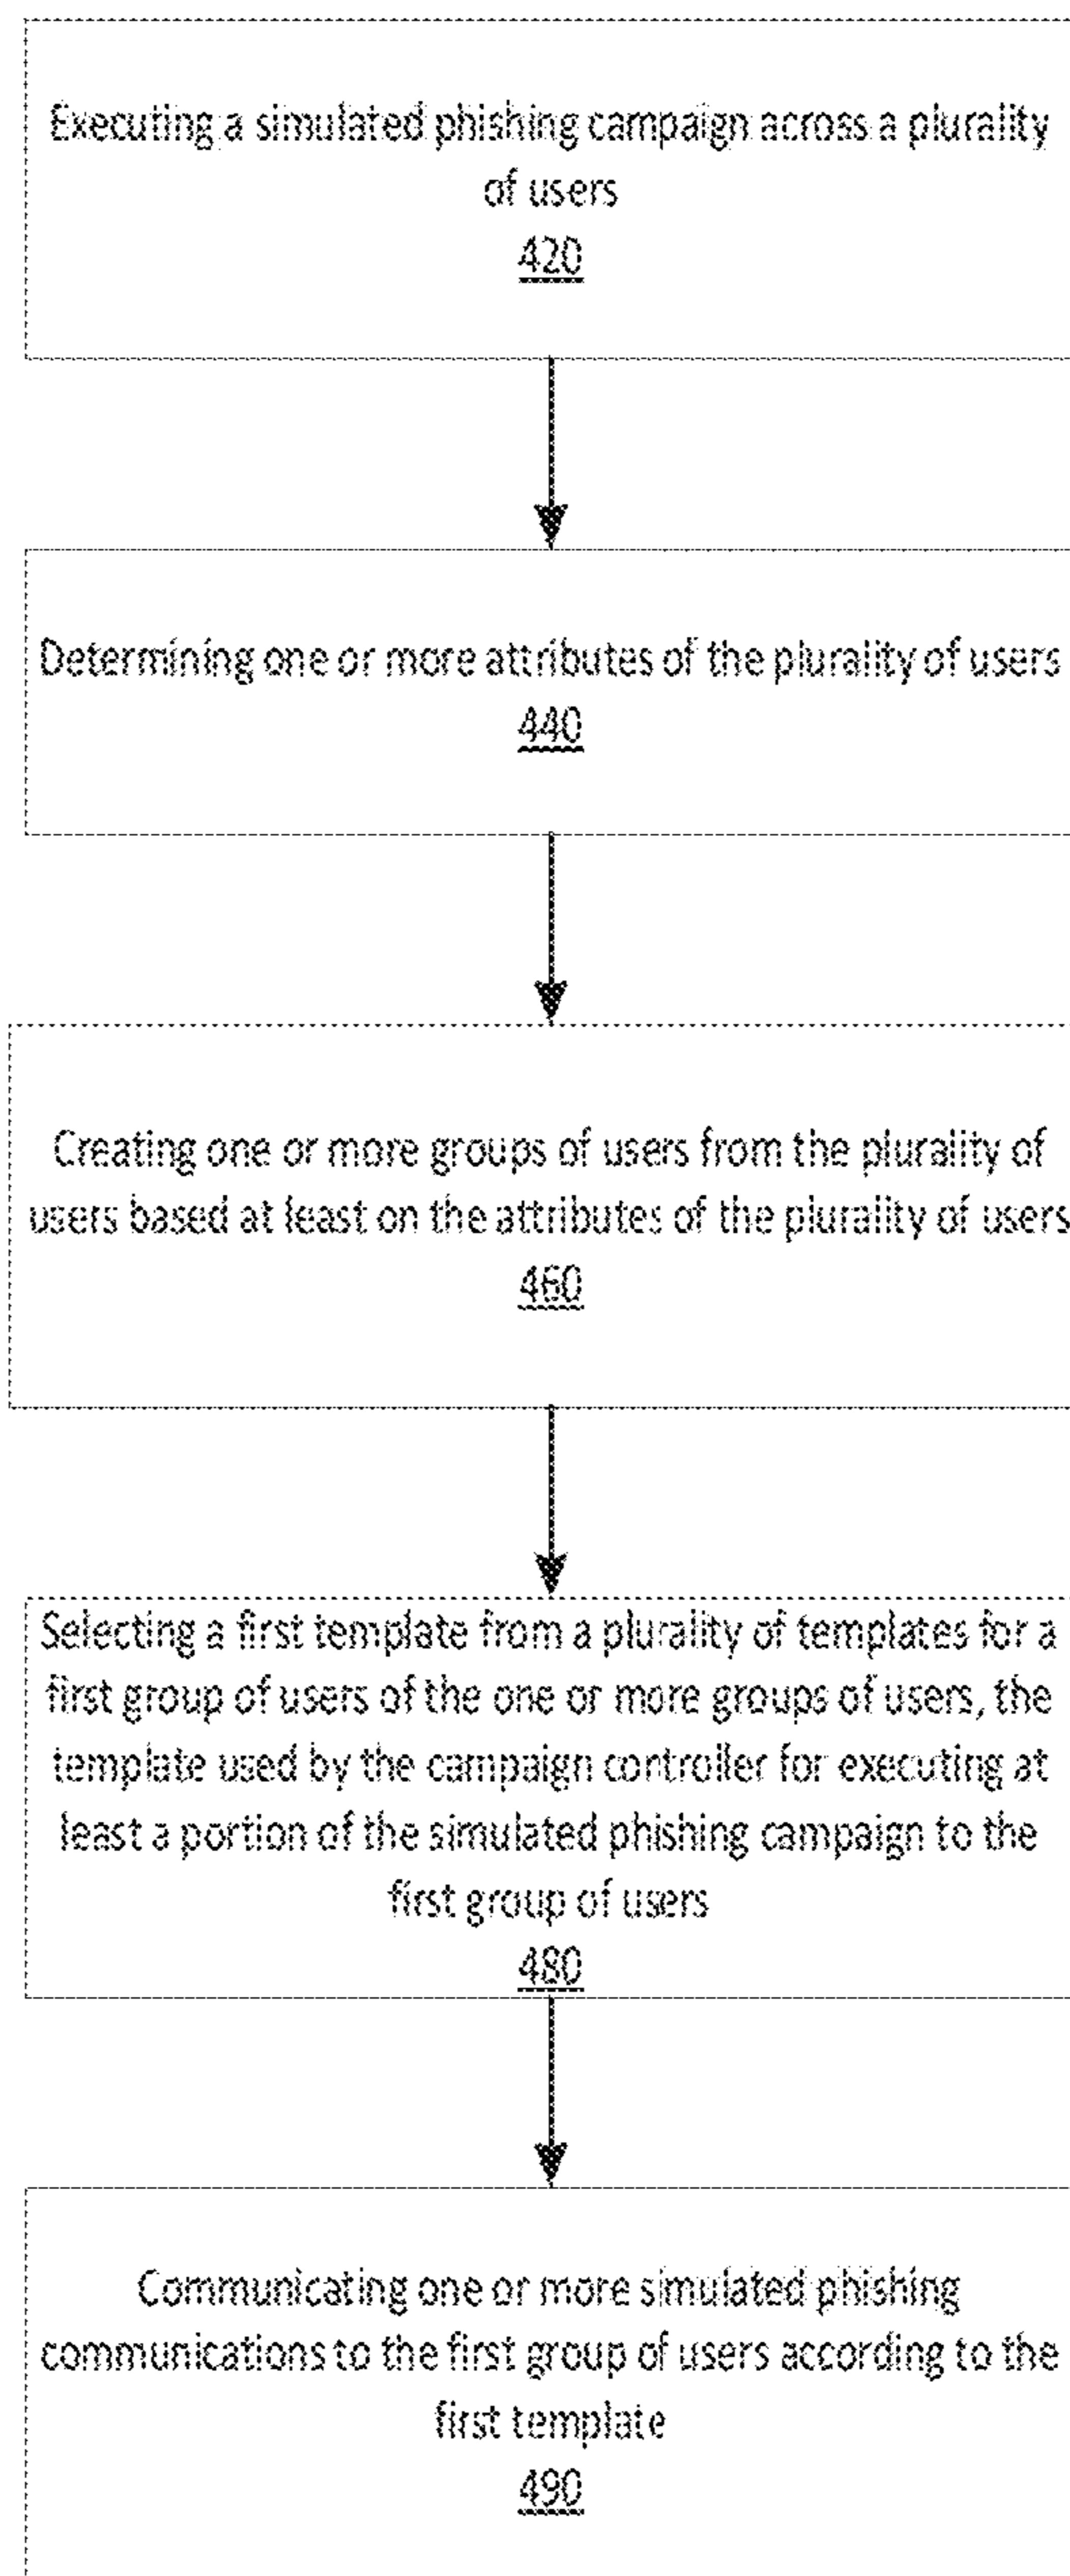 Executing a simulated phishing campaign across a plurality
of users
420
Determining one or more attributes of the plurality of users
440
Creating one or more groups of users from the plurality of
users based at least on the attributes of the plurality of users
460
Selecting a first template from a plurality of templates for a
first group of users of the one or more groups of users, the
template used by the campaign controller for executing at
least a portion of the simulated phishing campaign to the
first group of users
480
Communicating one or more simulated phishing
communications to the first group of users according to the
first template
490